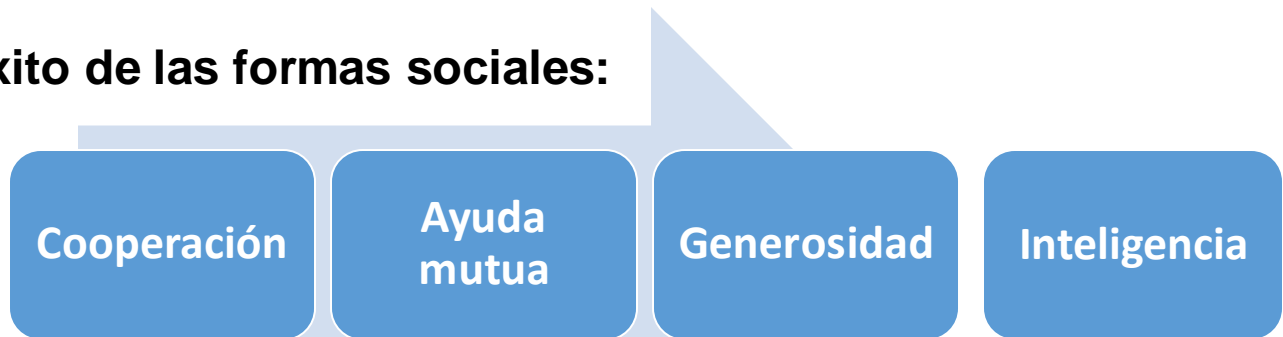 xito de las formas sociales:
Cooperación
Ayuda
mutua
Generosidad
Inteligencia